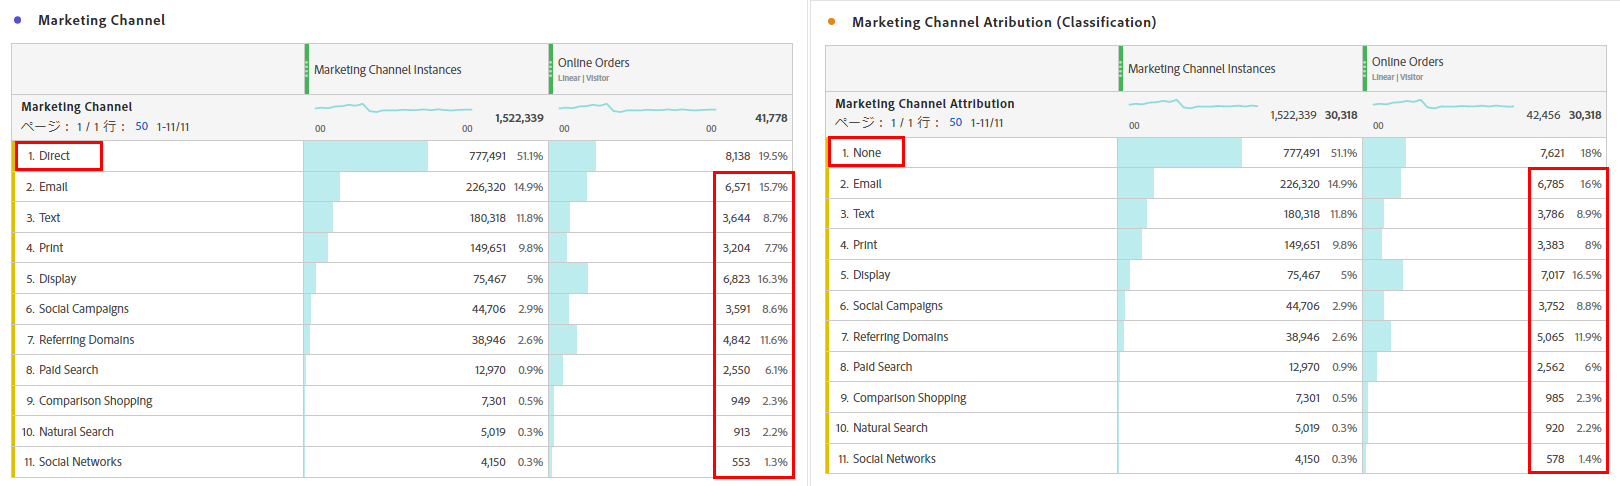 Marketing Channel
Marketing Channel Instances
Online Orders
Linear | Visitor
Marketing Channel
ページ： 1 / 1 行： 50 1-11/11
00 00
1,522,339
00 00
41,778
1. Direct 777,491 51.1% 8,138 19.5%
2. Email 226,320 14.9% 6,571 15.7%
3. Text 180,318 11.8% 3,644 8.7%
4. Print 149,651 9.8% 3,204 7.7%
5. Display 75,467 5% 6,823 16.3%
6. Social Campaigns 44,706 2.9% 3,591 8.6%
7. Referring Domains 38,946 2.6% 4,842 11.6%
8. Paid Search 12,970 0.9% 2,550 6.1%
9. Comparison Shopping 7,301 0.5% 949 2.3%
10. Natural Search 5,019 0.3% 913 2.2%
11. Social Networks 4,150 0.3% 553 1.3%
Marketing Channel Atribution (Classification)
Marketing Channel Instances
Online Orders
Linear | Visitor
Marketing Channel Attribution
ページ： 1 / 1 行： 50 1-11/11
00
1,522,339 30,318
00
42,456 30,318
1. None 777,491 51.1% 7,621 18%
2. Email 226,320 14.9% 6,785 16%
3. Text 180,318 11.8% 3,786 8.9%
4. Print 149,651 9.8% 3,383 8%
5. Display 75,467 5% 7,017 16.5%
6. Social Campaigns 44,706 2.9% 3,752 8.8%
7. Referring Domains 38,946 2.6% 5,065 11.9%
8. Paid Search 12,970 0.9% 2,562 6%
9. Comparison Shopping 7,301 0.5% 985 2.3%
10. Natural Search 5,019 0.3% 920 2.2%
11. Social Networks 4,150 0.3% 578 1.4%